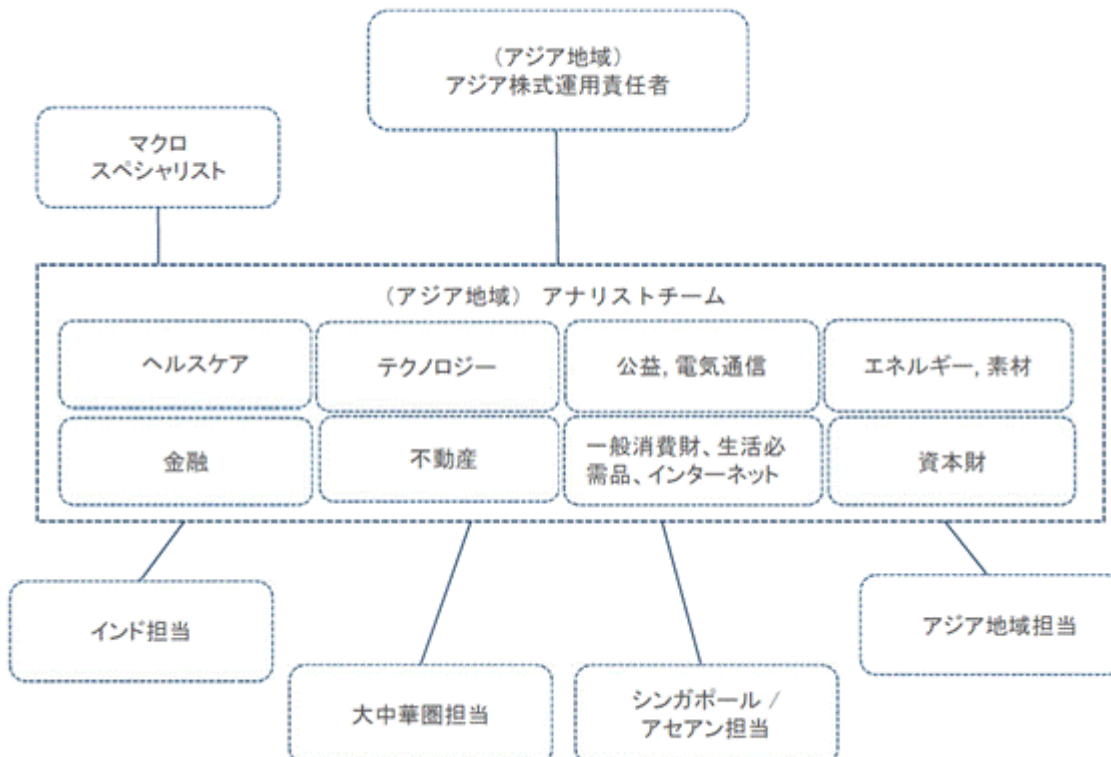 (アジア地域)
アジア株式運用責任者
マクロ
スペシャリスト
(アジア地域) アナリストチーム
ヘルスケア
テクノロジー
公益, 電気通信
エネルギー, 素材
金融
不動産
一般消費財、生活必
需品、インターネット
資本財
インド担当
アジア地域担当
大中華圏担当
シンガポール /
アセアン担当